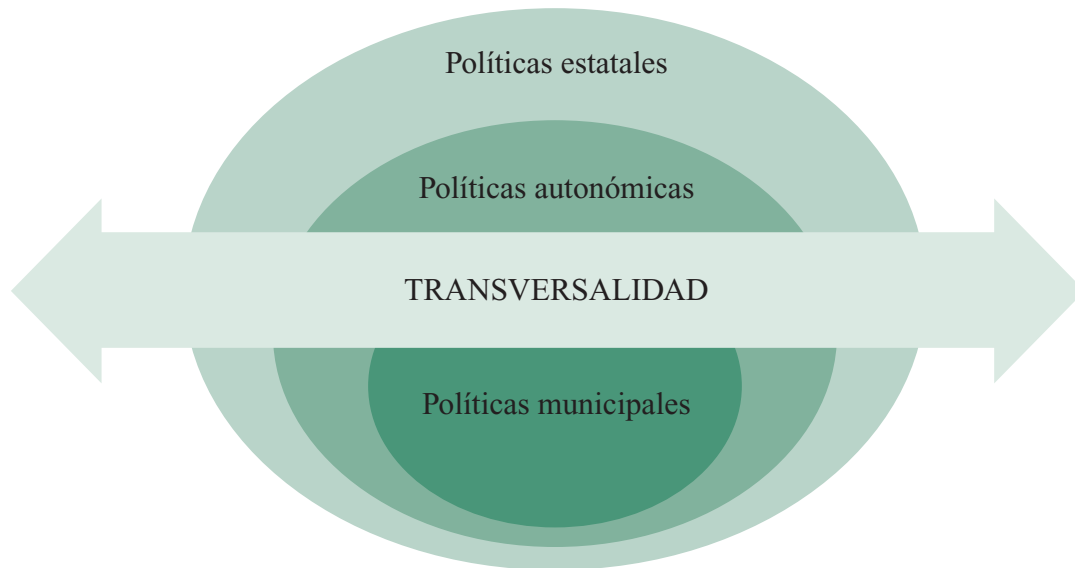 Políticas estatales
Políticas autonómicas
TRANSVERSALIDAD
Políticas municipales